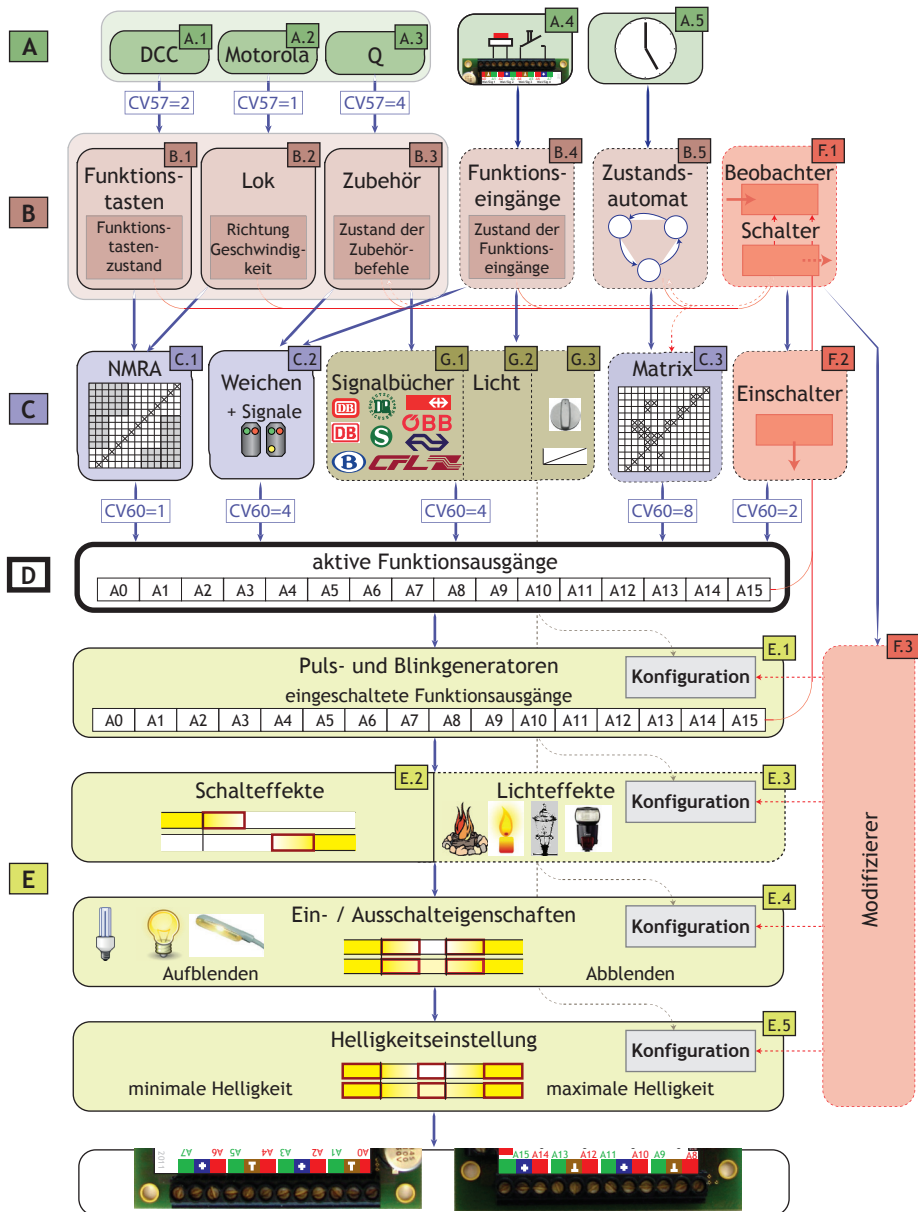 A
A.1
A.2
A.3
A.4
A.5
DCC
Motorola
Q
CV57=2
CV57=1
CV57=4
B
B.1
B.2
B.3
B.4
B.5
F.1
Funktions-
tasten
Funktions-
tasten-
zustand
Lok
Richtung
Geschwindig-
keit
Zubehör
Zustand der
Zubehör-
befehle
Funktions-
eingänge
Zustand der
Funktions-
eingänge
Zustands-
automat
Beobachter
Schalter
C
C.1
C.2
G.1
G.2
G.3
C.3
F.2
NMRA
Weichen
+ Signale
Signalbücher
DB
DR
ÖBB
DB
S
B
CFL
Licht
Matrix
Einschalter
CV60=1
CV60=4
CV60=4
CV60=8
CV60=2
D
aktive Funktionsausgänge
A0 A1 A2 A3 A4 A5 A6 A7 A8 A9 A10 A11 A12 A13 A14 A15
E.1
F.3
Puls- und Blinkgeneratoren
Konfiguration
eingeschaltete Funktionsausgänge
A0 A1 A2 A3 A4 A5 A6 A7 A8 A9 A10 A11 A12 A13 A14 A15
E.2
E.3
Schalteffekte
Lichteffekte
Konfiguration
Modifizierer
E
E.4
Ein- / Ausschalteigenschaften
Konfiguration
Aufblenden
Abblenden
E.5
Helligkeitseinstellung
Konfiguration
minimale Helligkeit
maximale Helligkeit
2011
A7 A6 A5 A4 A3 A2 A1 A0
A15 A14 A13 A12 A11 A10 A9 A8